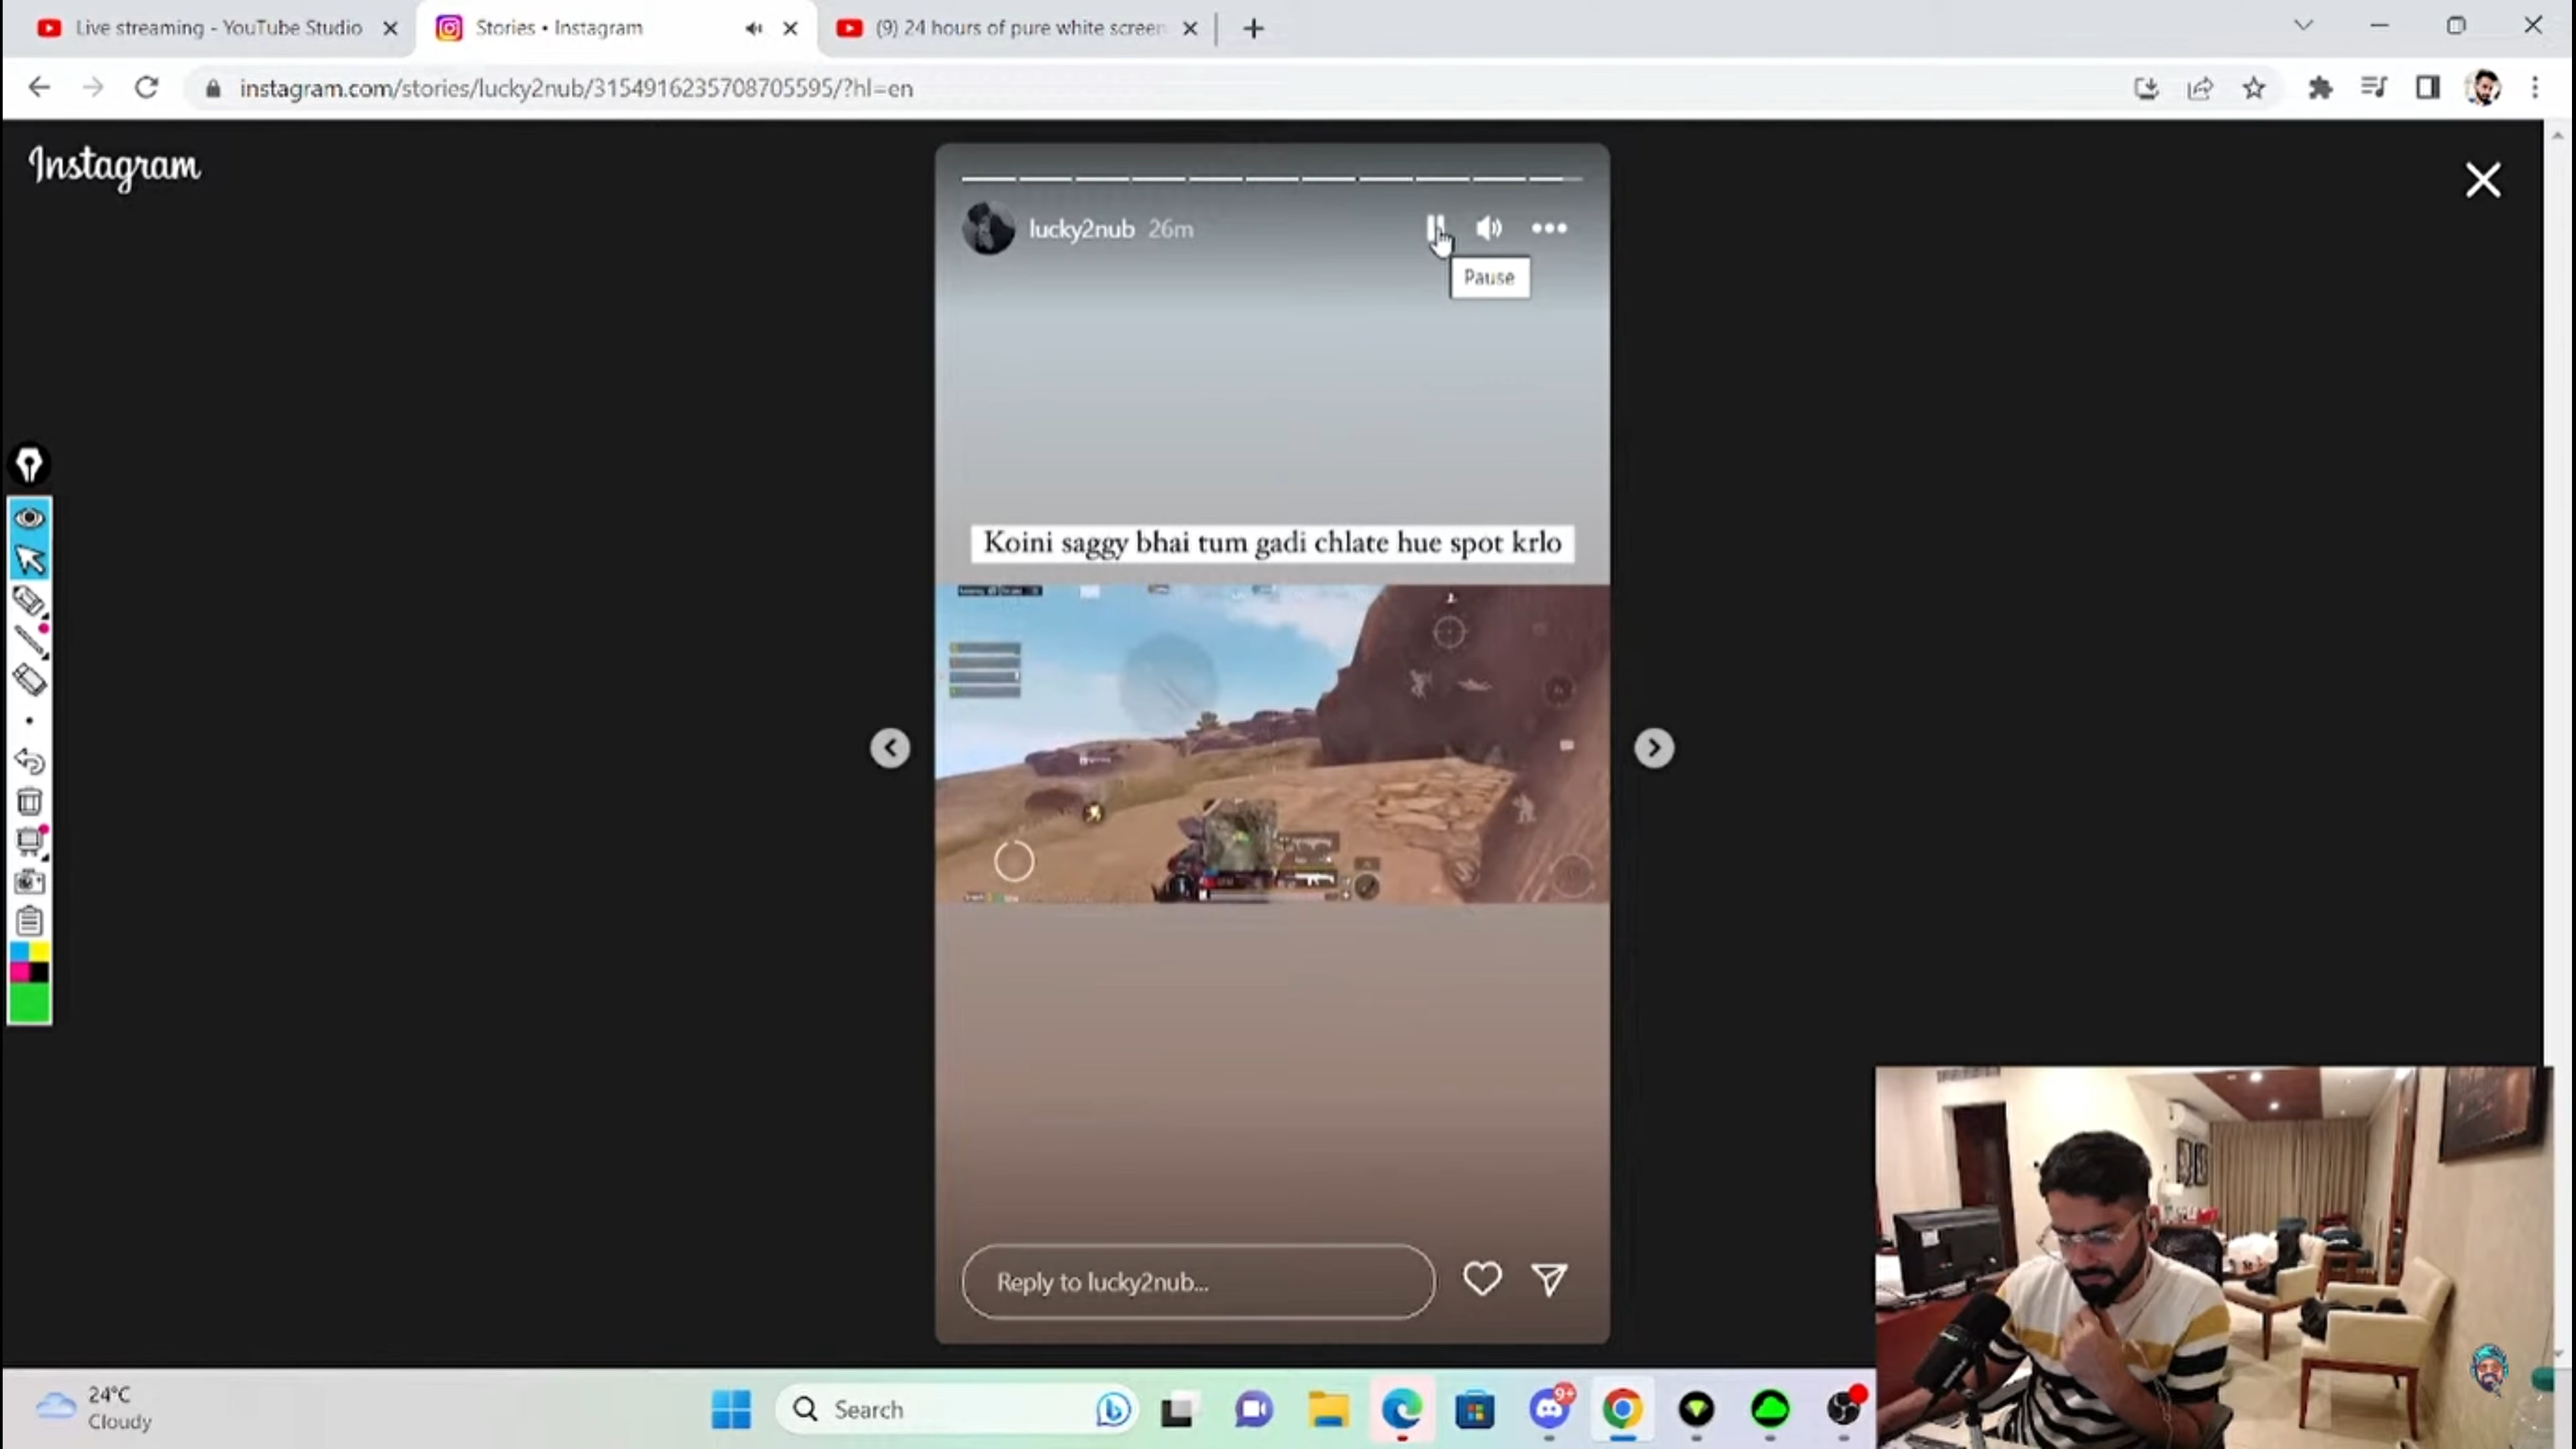 Live streaming - YouTube Studio
Stories • Instagram
(9) 24 hours of pure white screen
instagram.com/stories/lucky2nub/3154916235708705595/?hl=en
Instagram
lucky2nub 26m
Pause
Koini saggy bhai tum gadi chlate hue spot krlo
Reply to lucky2nub...
24°C
Cloudy
Search
9+